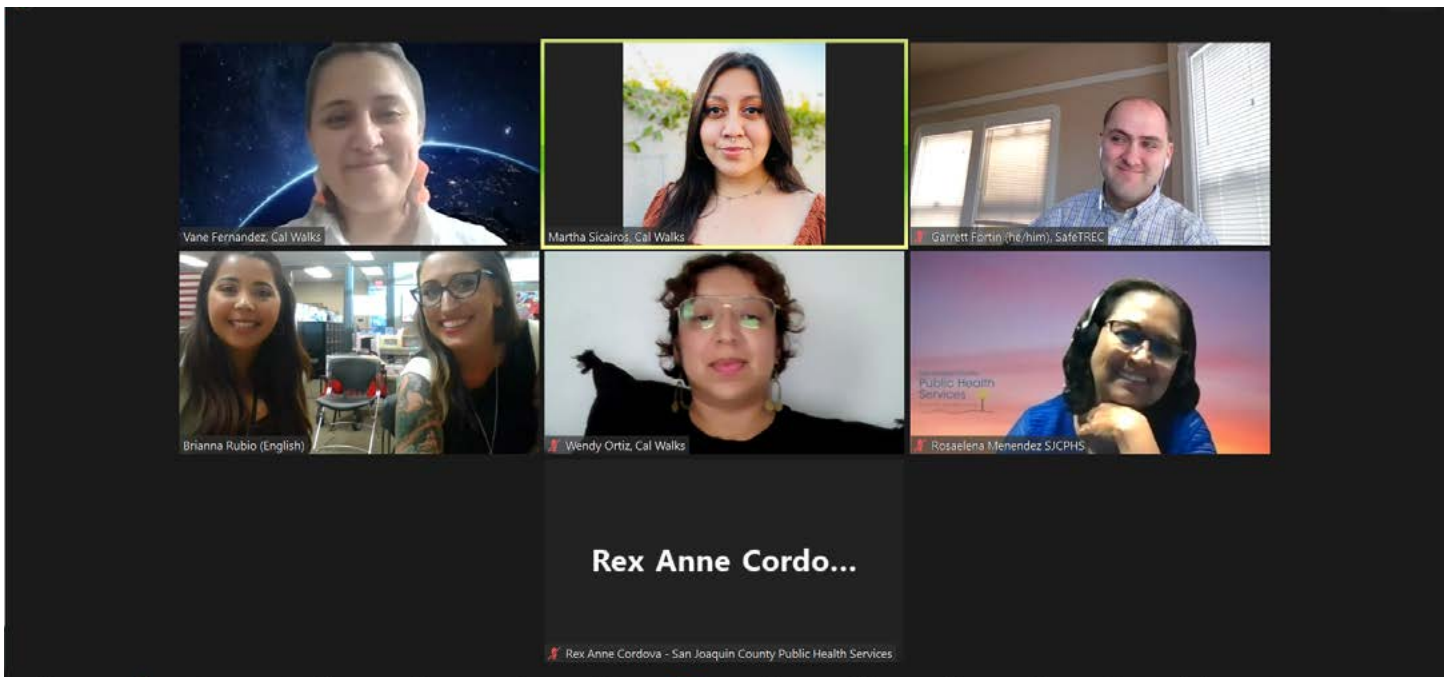 Vane Fernandez, Cal Walks
Martha Sicairos, Cal Walks
Garrett Fortin (he/him), SafeTREC
Brianna Rubio (English)
Wendy Ortiz, Cal Walks
Public Health
Services
Rosaelena Menendez SJCPHS
Rex Anne Cordo...
Rex Anne Cordova - San Joaquin County Public Health Services